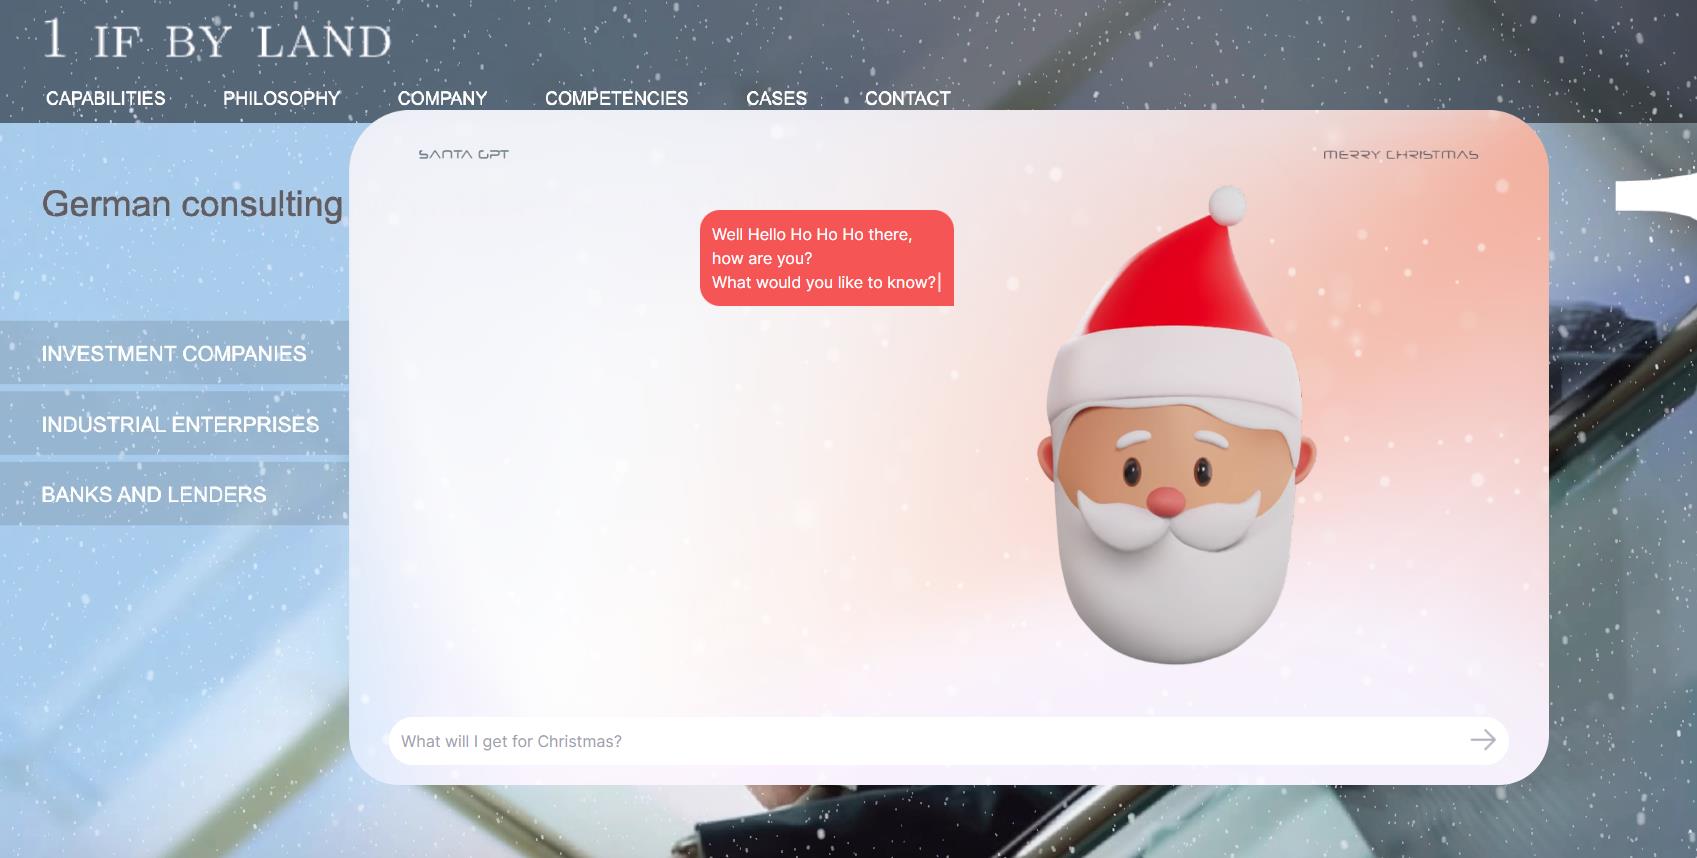 1 IF BY LAND
CAPABILITIES PHILOSOPHY COMPANY COMPETENCIES CASES CONTACT
SANTA GPT
MERRY CHRISTMAS
German consulting
Well Hello Ho Ho Ho there,
how are you?
What would you like to know?
INVESTMENT COMPANIES
INDUSTRIAL ENTERPRISES
BANKS AND LENDERS
What will I get for Christmas?